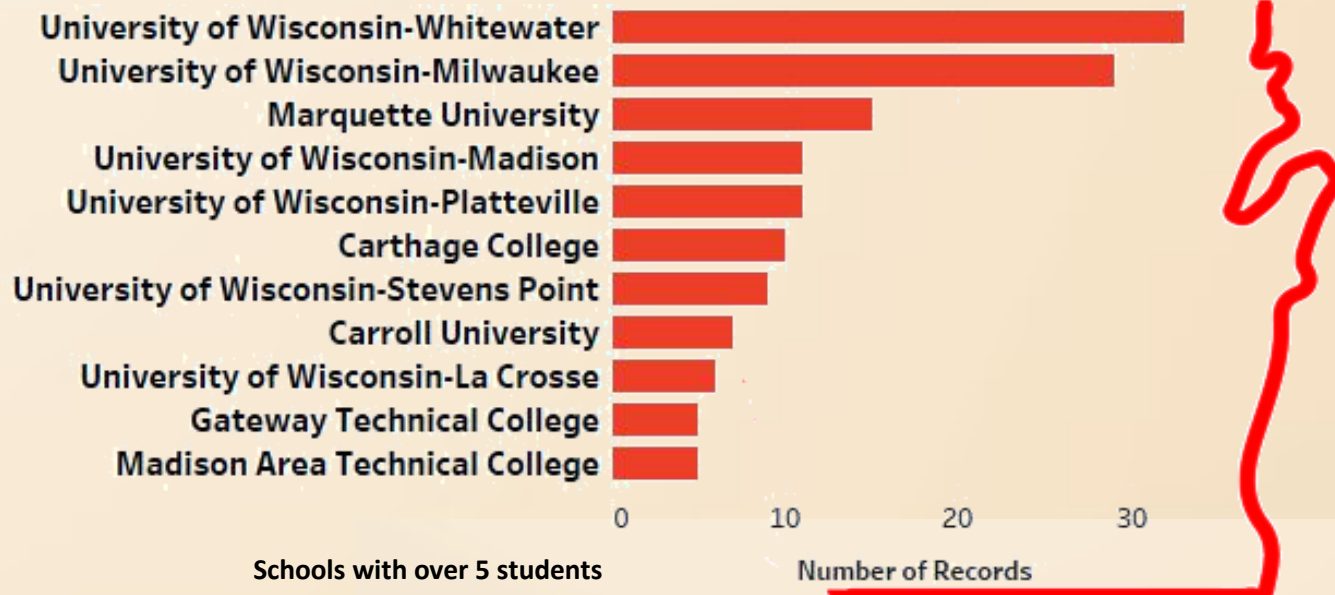 University of Wisconsin-Whitewater
University of Wisconsin-Milwaukee
Marquette University
University of Wisconsin-Madison
University of Wisconsin-Platteville
Carthage College
University of Wisconsin-Stevens Point
Carroll University
University of Wisconsin-La Crosse
Gateway Technical College
Madison Area Technical College
0 10 20 30
Schools with over 5 students Number of Records